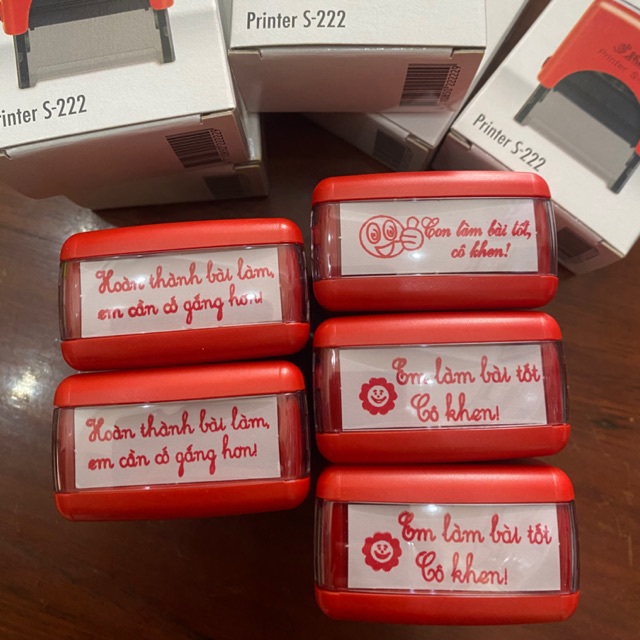 Printer S-222
Printer S-222
Printer S-222
Printer
Hoàn thành bài làm,
em cần cố gắng hơn!
Hoàn thành bài làm,
em cần cố gắng hơn!
Con làm bài tốt,
cô khen!
Em làm bài tốt
Cô khen!
Em làm bài tốt
Cô khen!